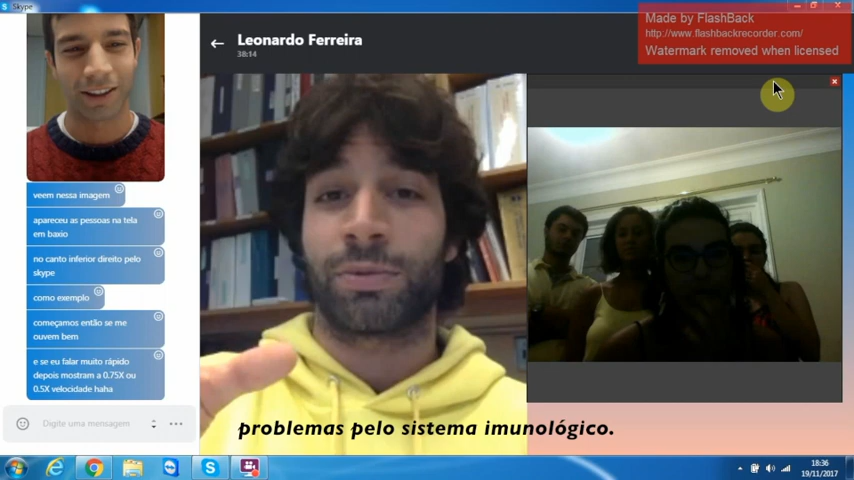 Skype
Made by FlashBack
http://www.flashbackrecorder.com/
Watermark removed when licensed
Leonardo Ferreira
38:14
veem nessa imagem
apareceu as pessoas na tela
em baxio
no canto inferior direito pelo
skype
como exemplo
começamos então se me
ouvem bem
e se eu falar muito rápido
depois mostram a 0.75X ou
0.5X velocidade haha
Digite uma mensagem
problemas pelo sistema imunológico.
18:36
19/11/2017